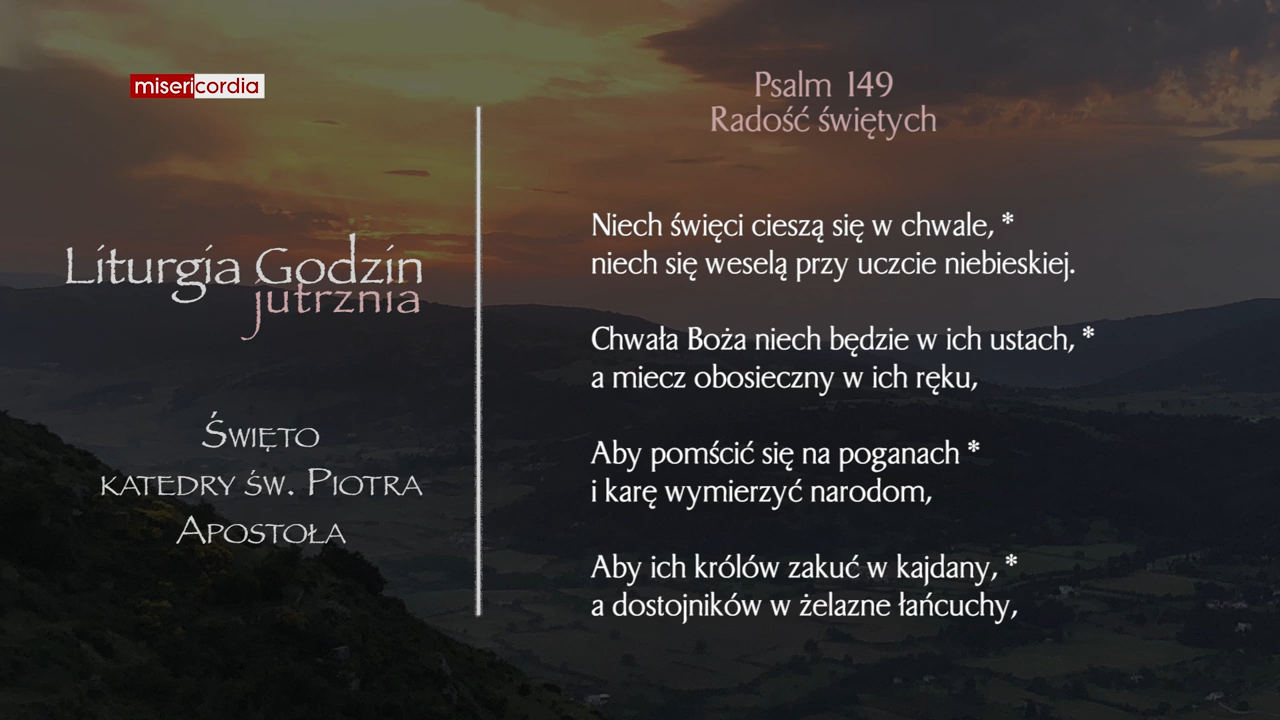 misericordia
Liturgia Godzin
jutrznia
Święto
katedry św. Piotra
Apostoła
Psalm 149
Radość świętych
Niech święci cieszą się w chwale, *
niech się weselą przy uczcie niebieskiej.
Chwała Boża niech będzie w ich ustach, *
a miecz obosieczny w ich ręku,
Aby pomścić się na poganach *
i karę wymierzyć narodom,
Aby ich królów zakuć w kajdany, *
a dostojników w żelazne łańcuchy,